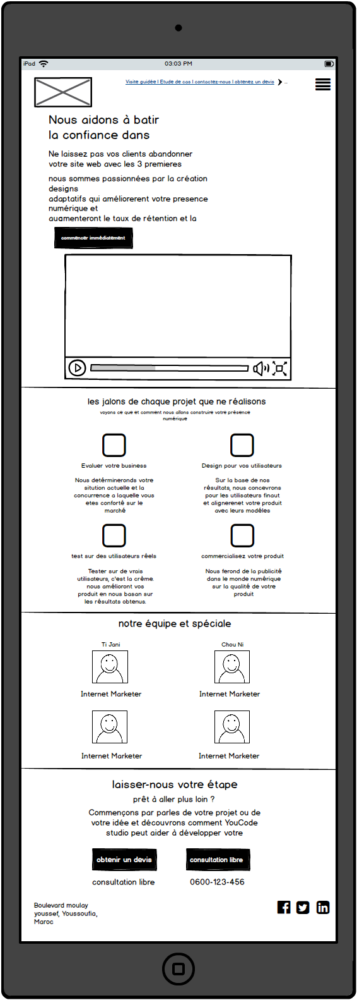 iPad
03:03 PM
Visite guidée | Etude de cas | contactez-nous | obtenez un devis ...
Nous aidons à batir
la confiance dans
Ne laissez pas vos clients abandonner
votre site web avec les 3 premieres
nous sommes passionnées par la création
designs
adaptatifs qui amélioreront votre presence
numérique et
augmenteront le taux de rétention et la
commencer immédiatement
les jalons de chaque projet que ne réalisons
voyons ce que et comment nous allons construire votre présence
numérique
Evaluer votre business
Nous detérmineronds votre
sitution actuelle et la
concurrence a laquelle vous
etes conforté sur le
marché
Design pour vos utilisateurs
Sur la base de nos
résultats, nous concevrons
pour les utilisateurs finaut
et alignerenet votre produit
avec leurs modéles
test sur des utilisateurs réels
Tester sur de vrais
utilisateurs, c'est la crème.
nous amélioront vos
produit en nous basan sur
les résultats obtenus.
commercialisez votre produit
Nous ferond de la publicité
dans le monde numérique
sur la qualité de votre
produit
notre équipe et spéciale
Ti Jani
Chou Ni
Internet Marketer
Internet Marketer
Internet Marketer
Internet Marketer
laisser-nous votre étape
prêt à aller plus loin ?
Commençons par parles de votre projet ou de
votre idée et découvrons comment YouCode
studio peut aider à développer votre
obtenir un devis
consultation libre
consultation libre
0600-123-456
Boulevard moulay
youssef, Youssoufia,
Maroc